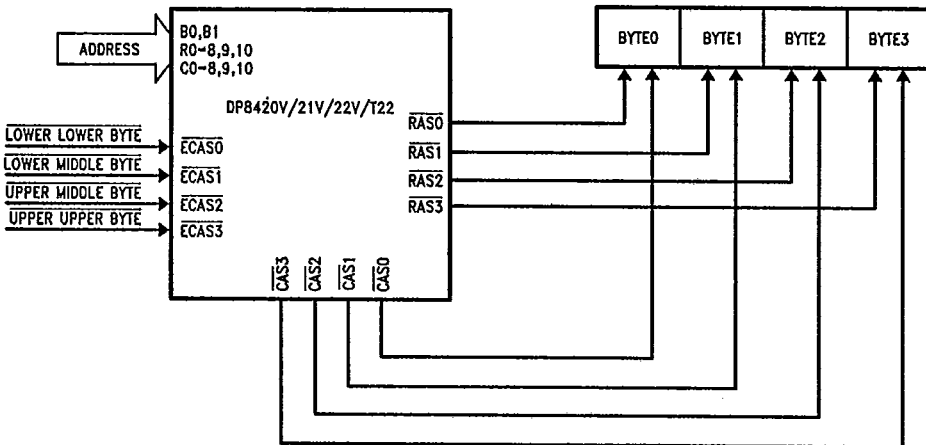 ADDRESS
B0,B1
R0-8,9,10
C0-8,9,10
DP8420V/21V/22V/T22
LOWER LOWER BYTE
LOWER MIDDLE BYTE
UPPER MIDDLE BYTE
UPPER UPPER BYTE
ECAS0
ECAS1
ECAS2
ECAS3
RAS0
RAS1
RAS2
RAS3
CAS3
CAS2
CAS1
CAS0
BYTE0
BYTE1
BYTE2
BYTE3